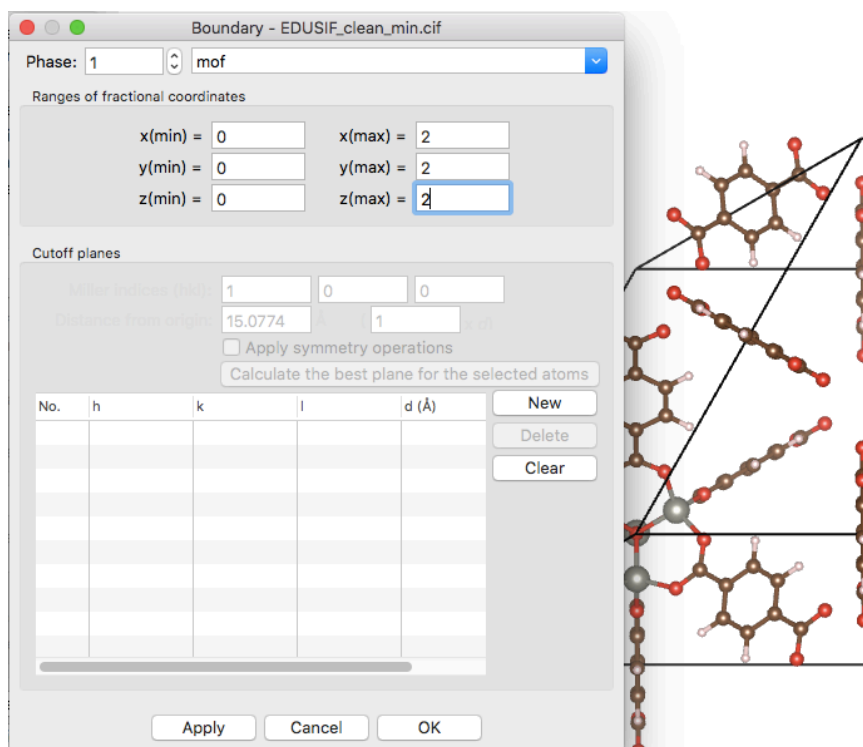 Boundary - EDUSIF_clean_min.cif
Phase: 1 mof
Ranges of fractional coordinates
x(min) = 0 x(max) = 2
y(min) = 0 y(max) = 2
z(min) = 0 z(max) = 2
Cutoff planes
Miller indices (hkl): 1 0 0
Distance from origin: 15.0774 Å ( 1 x d)
Apply symmetry operations
Calculate the best plane for the selected atoms
No. h k l d (Å)
New
Delete
Clear
Apply Cancel OK